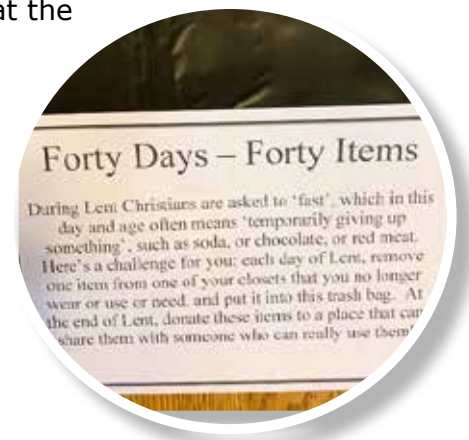 at the
Forty Days – Forty Items
During Lent Christians are asked to ‘fast’, which in this
day and age often means ‘temporarily giving up
something’, such as soda, or chocolate, or red meat.
Here’s a challenge for you: each day of Lent, remove
one item from one of your closets that you no longer
wear or use or need, and put it into this trash bag. At
the end of Lent, donate these items to a place that can
share them with someone who can really use them!